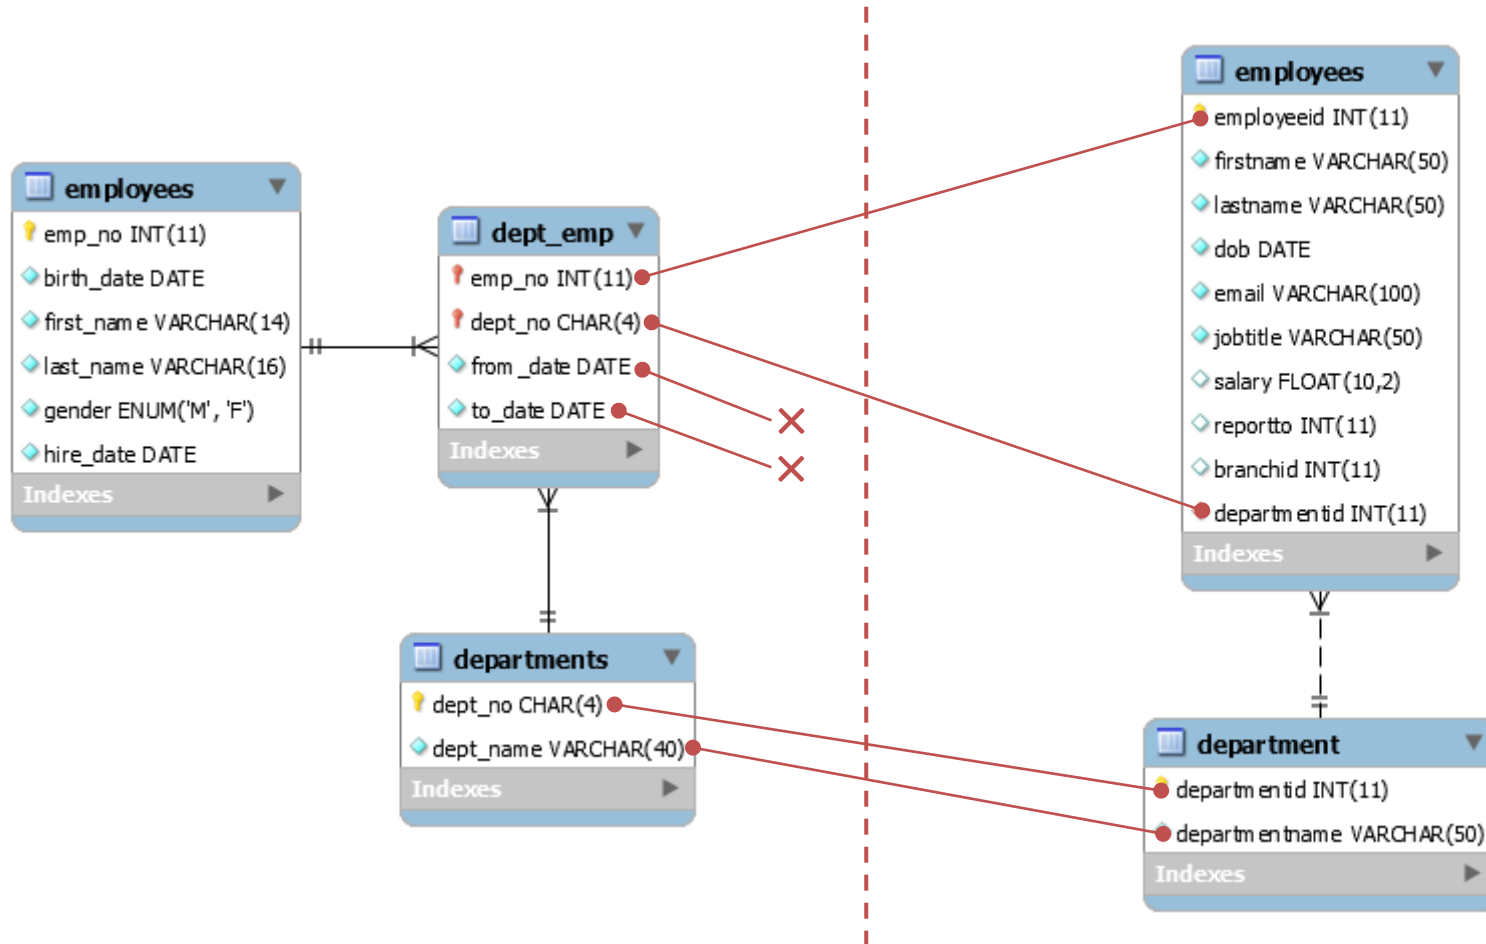 employees
emp_no INT(11)
birth_date DATE
first_name VARCHAR(14)
last_name VARCHAR(16)
gender ENUM('M', 'F')
hire_date DATE
Indexes
dept_emp
emp_no INT(11)
dept_no CHAR(4)
from_date DATE
to_date DATE
Indexes
departments
dept_no CHAR(4)
dept_name VARCHAR(40)
Indexes
employees
employeeid INT(11)
firstname VARCHAR(50)
lastname VARCHAR(50)
dob DATE
email VARCHAR(100)
jobtitle VARCHAR(50)
salary FLOAT(10,2)
reportto INT(11)
branchid INT(11)
departmentid INT(11)
Indexes
department
departmentid INT(11)
departmentname VARCHAR(50)
Indexes